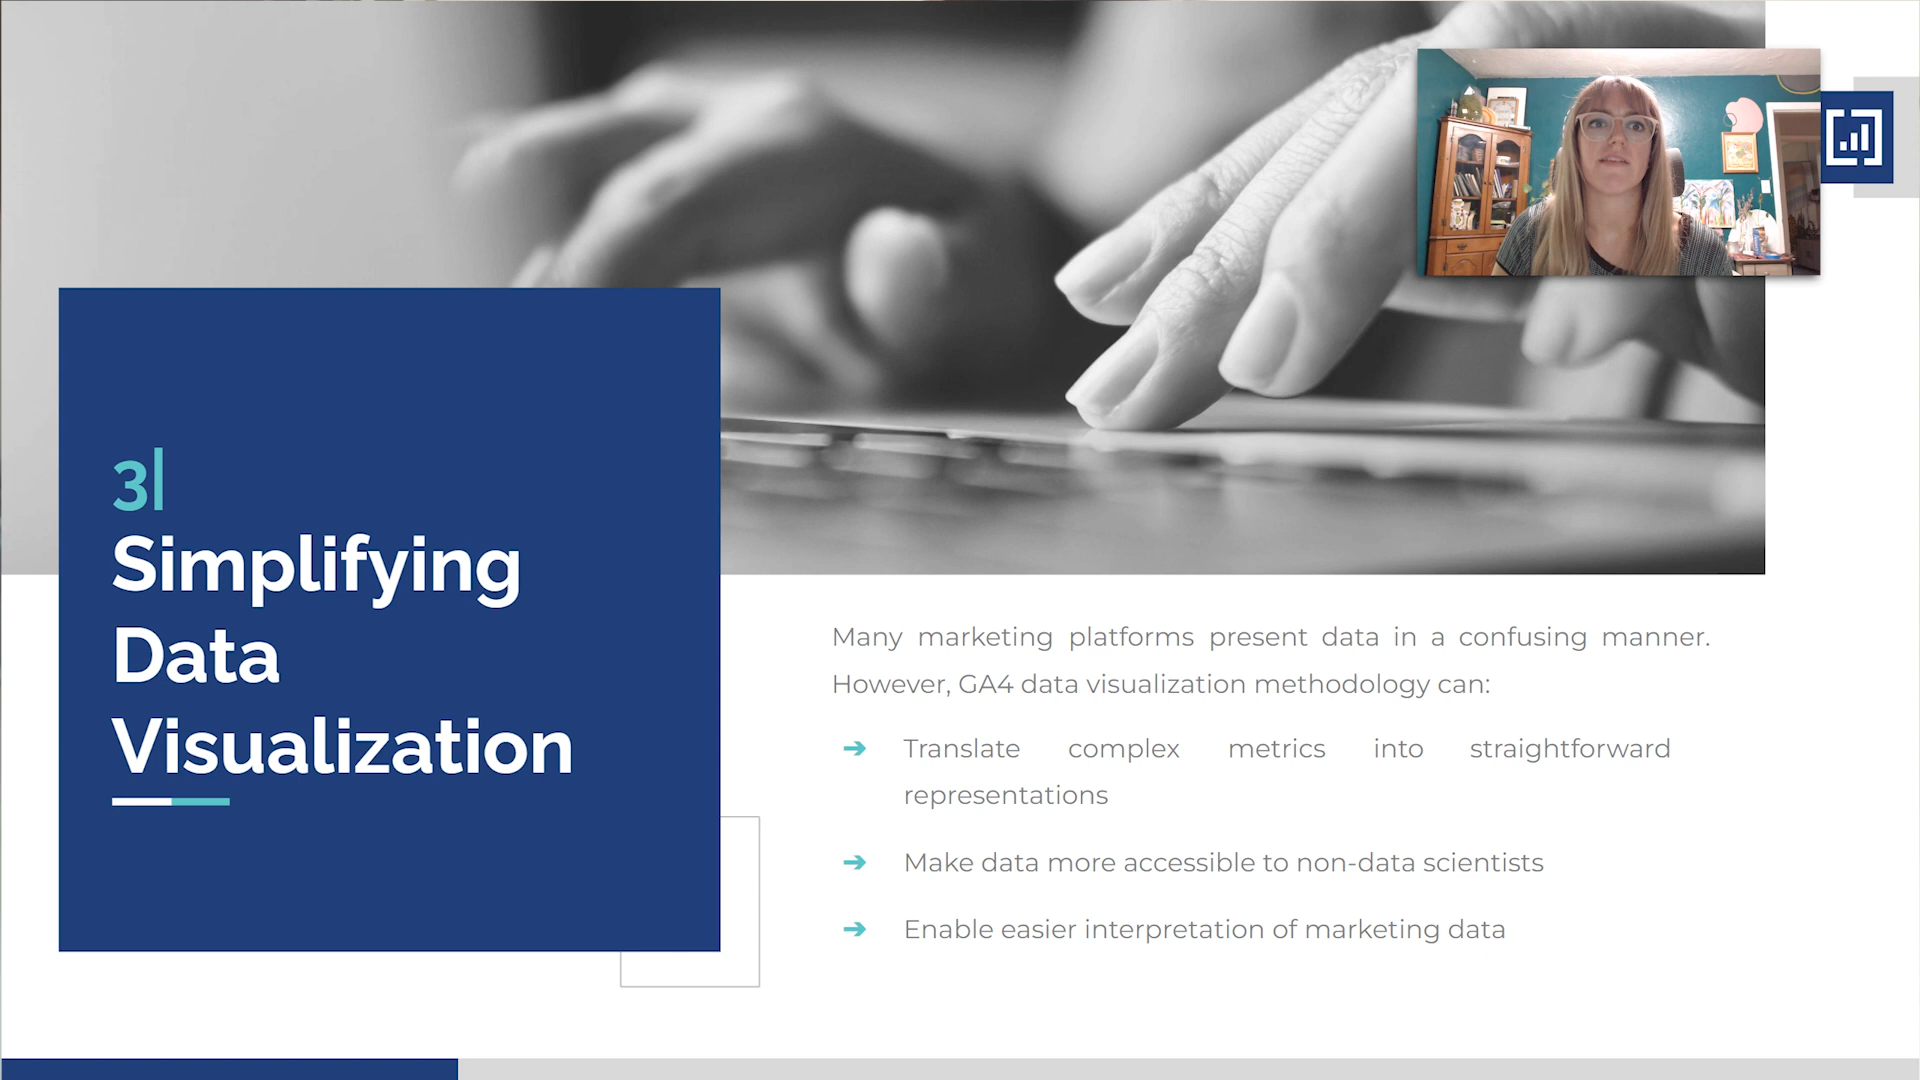 3|
Simplifying
Data
Visualization
Many marketing platforms present data in a confusing manner.
However, GA4 data visualization methodology can:
➔ Translate complex metrics into straightforward
representations
➔ Make data more accessible to non-data scientists
➔ Enable easier interpretation of marketing data